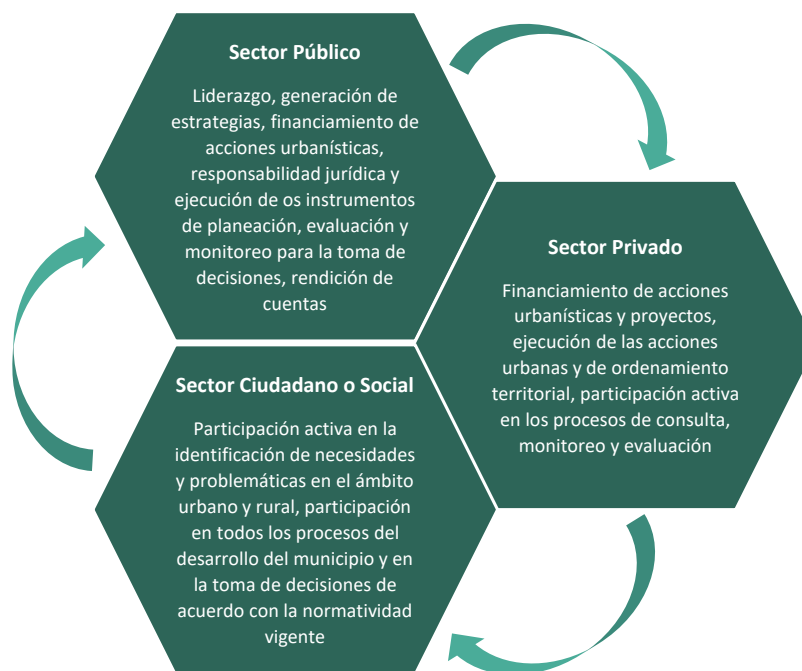 Sector Público
Liderazgo, generación de
estrategias, financiamiento de
acciones urbanísticas,
responsabilidad jurídica y
ejecución de os instrumentos
de planeación, evaluación y
monitoreo para la toma de
decisiones, rendición de
cuentas
Sector Privado
Financiamiento de acciones
urbanísticas y proyectos,
ejecución de las acciones
urbanas y de ordenamiento
territorial, participación activa
en los procesos de consulta,
monitoreo y evaluación
Sector Ciudadano o Social
Participación activa en la
identificación de necesidades
y problemáticas en el ámbito
urbano y rural, participación
en todos los procesos del
desarrollo del municipio y en
la toma de decisiones de
acuerdo con la normatividad
vigente